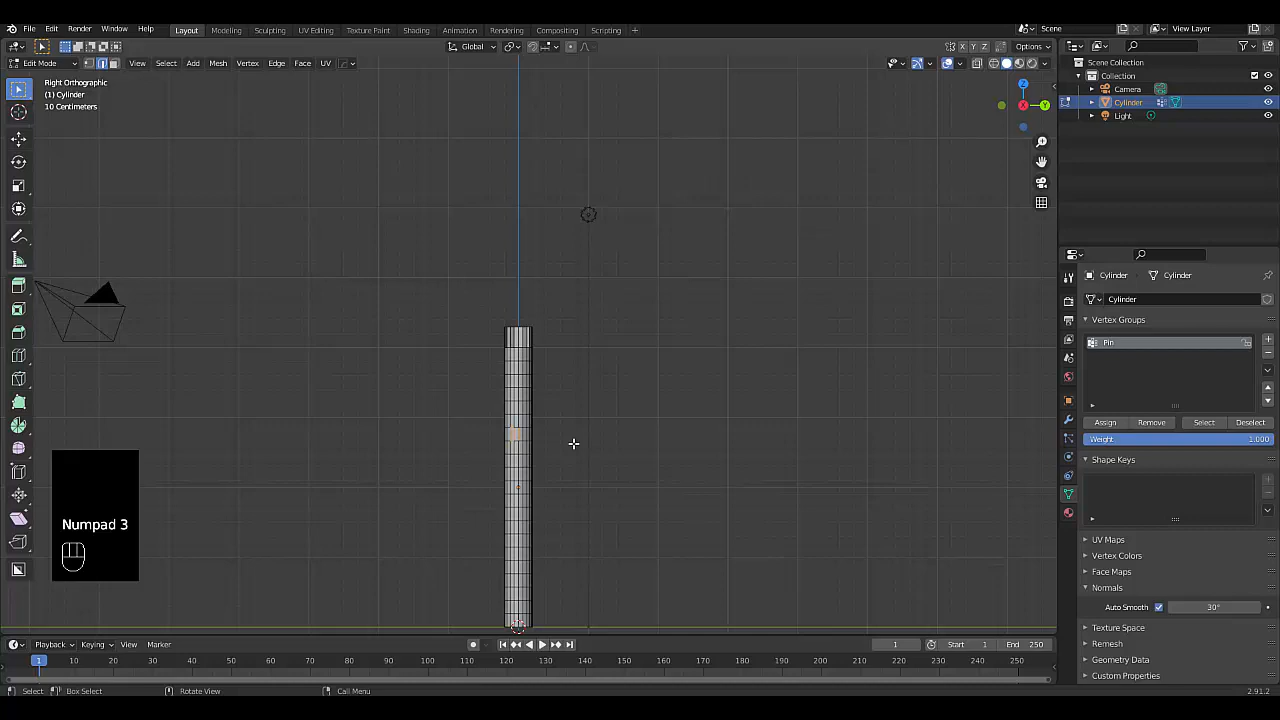 File Edit Render Window Help Layout Modeling Sculpting UV Editing Texture Paint Shading Animation Rendering Compositing Scripting + Scene View Layer
Global X Y Z Options
Edit Mode View Select Add Mesh Vertex Edge Face UV
Scene Collection
Collection
Camera
Cylinder
Light
Right Orthographic
(1) Cylinder
10 Centimeters
Z
X
Y
Numpad 3
Cylinder Cylinder
Cylinder
Vertex Groups
Pin
Assign Remove Select Deselect
Weight 1.000
Shape Keys
UV Maps
Vertex Colors
Face Maps
Normals
Auto Smooth 30°
Texture Space
Remesh
Geometry Data
Custom Properties
Playback Keying View Marker 1 Start 1 End 250
1 10 20 30 40 50 60 70 80 90 100 110 120 130 140 150 160 170 180 190 200 210 220 230 240 250
Select Box Select Rotate View Call Menu 2.91.2